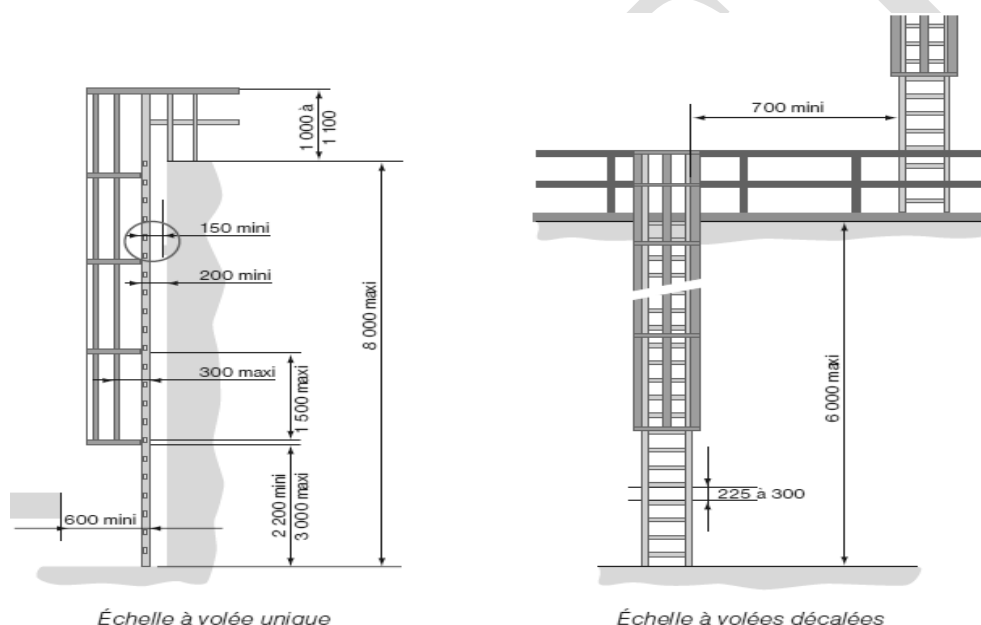 1 000 à
1 100
150 mini
200 mini
8 000 maxi
300 maxi
1 500 maxi
2 200 mini
3 000 maxi
600 mini
Échelle à volée unique
700 mini
6 000 maxi
225 à 300
Échelle à volées décalées